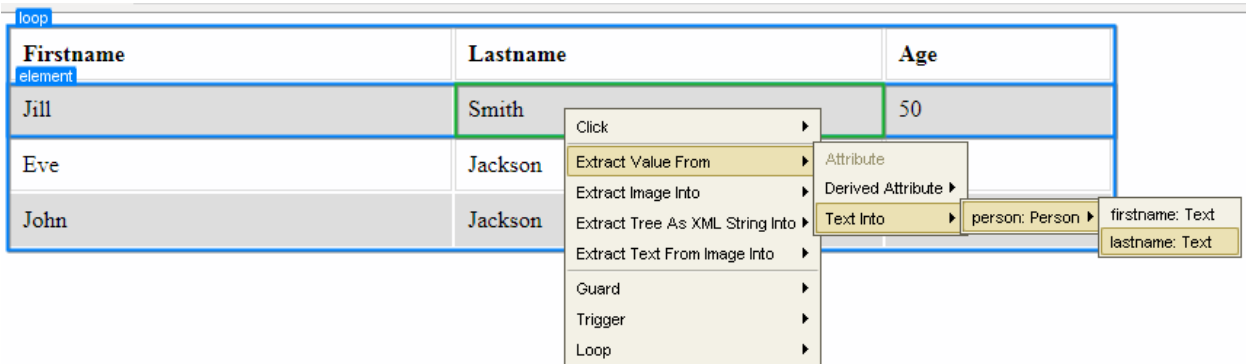 loop
Firstname Lastname Age
element
Jill Smith 50
Click
Eve Jackson
Extract Value From Attribute
Extract Image Into Derived Attribute
John Jackson
Extract Tree As XML String Into Text Into person: Person firstname: Text
lastname: Text
Extract Text From Image Into
Guard
Trigger
Loop